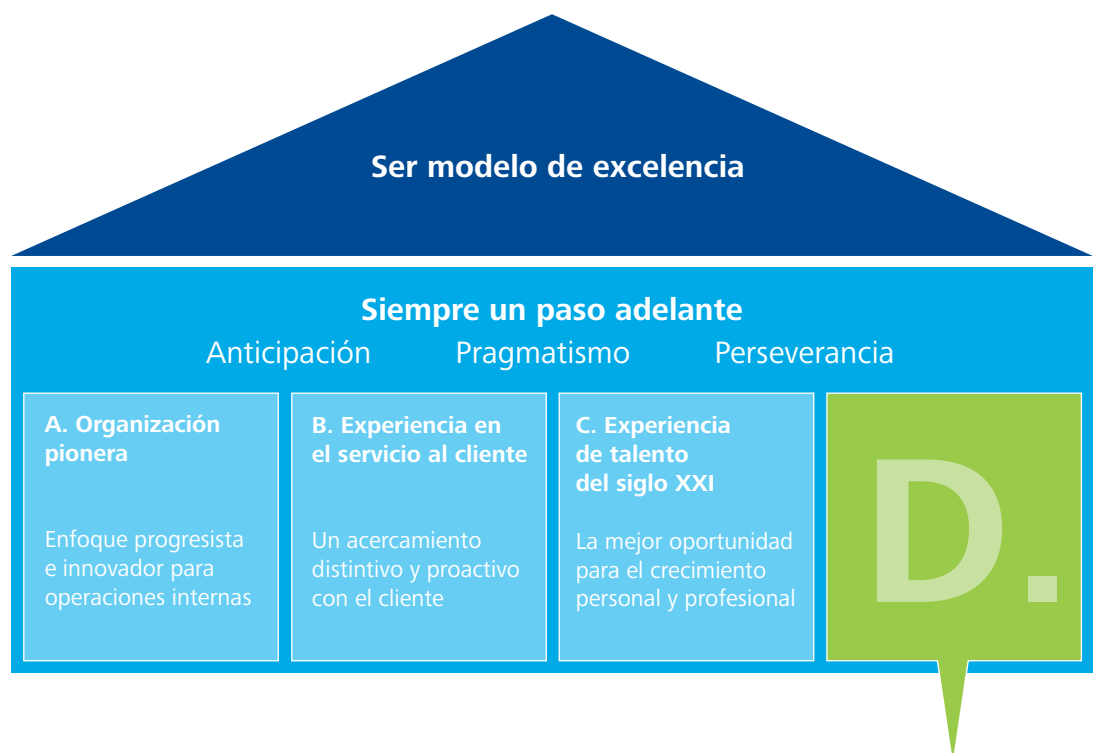 Ser modelo de excelencia
Siempre un paso adelante
Anticipación Pragmatismo Perseverancia
A. Organización
pionera
Enfoque progresista
e innovador para
operaciones internas
B. Experiencia en
el servicio al cliente
Un acercamiento
distintivo y proactivo
con el cliente
C. Experiencia
de talento
del siglo XXI
La mejor oportunidad
para el crecimiento
personal y profesional
D.